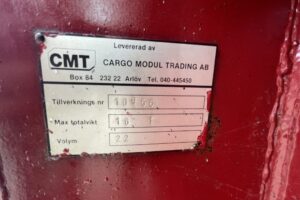 Levererad av
CMT
CARGO MODUL TRADING AB
Box 84 232 22 Arlöv Tel. 040-445450
Tillverknings nr
Max totalvikt 16 T
Volym 22